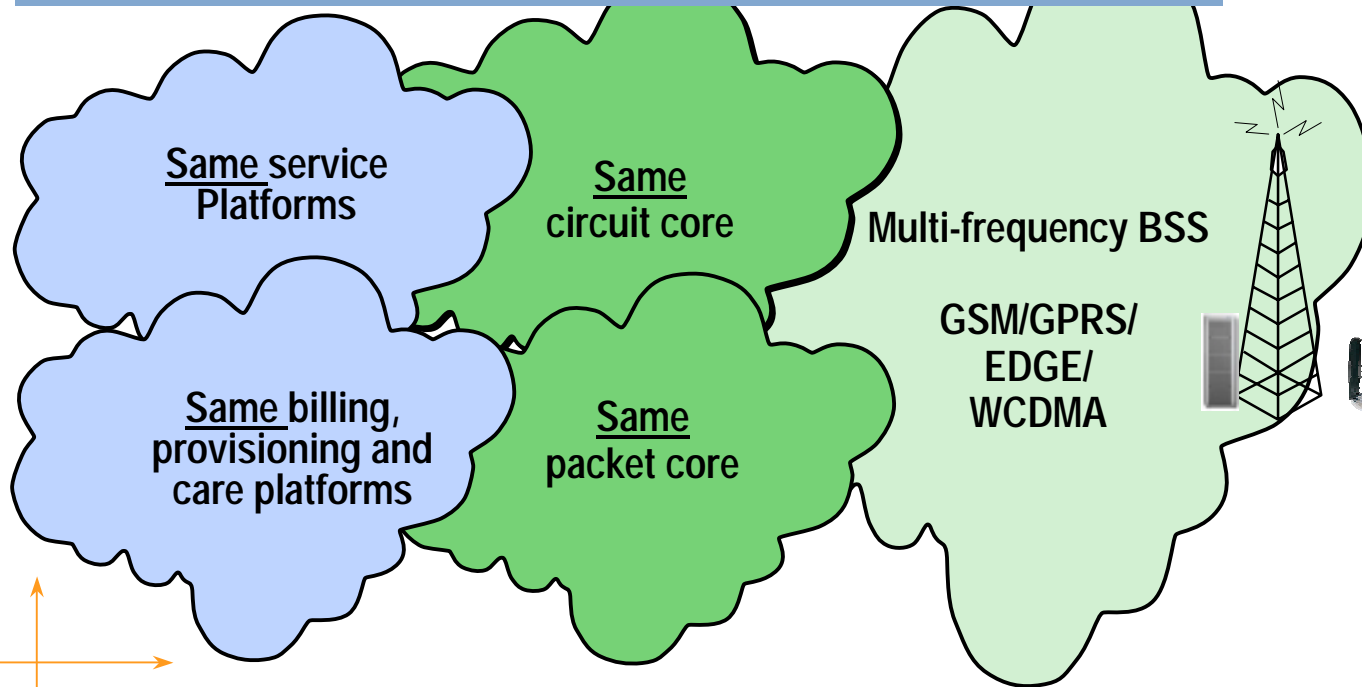 Same service
Platforms
Same
circuit core
Multi-frequency BSS
GSM/GPRS/
EDGE/
WCDMA
Same billing,
provisioning and
care platforms
Same
packet core